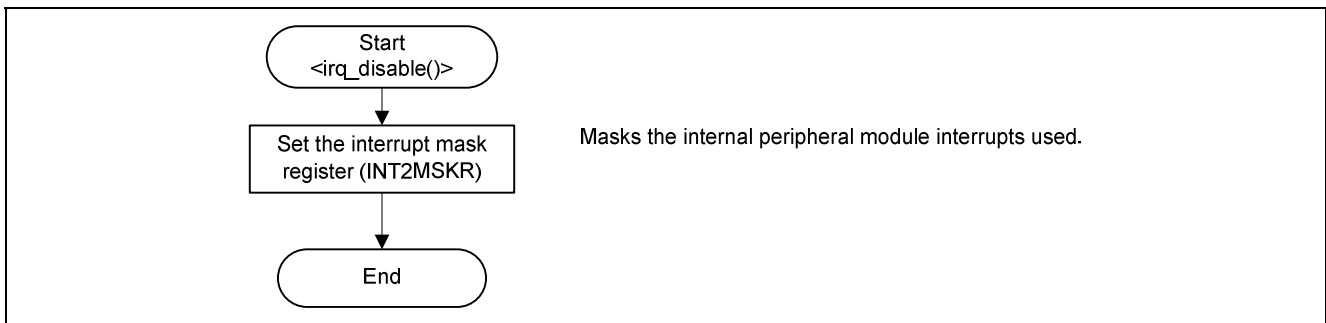 Start
<irq_disable()>
Set the interrupt mask
register (INT2MSKR)
Masks the internal peripheral module interrupts used.
End